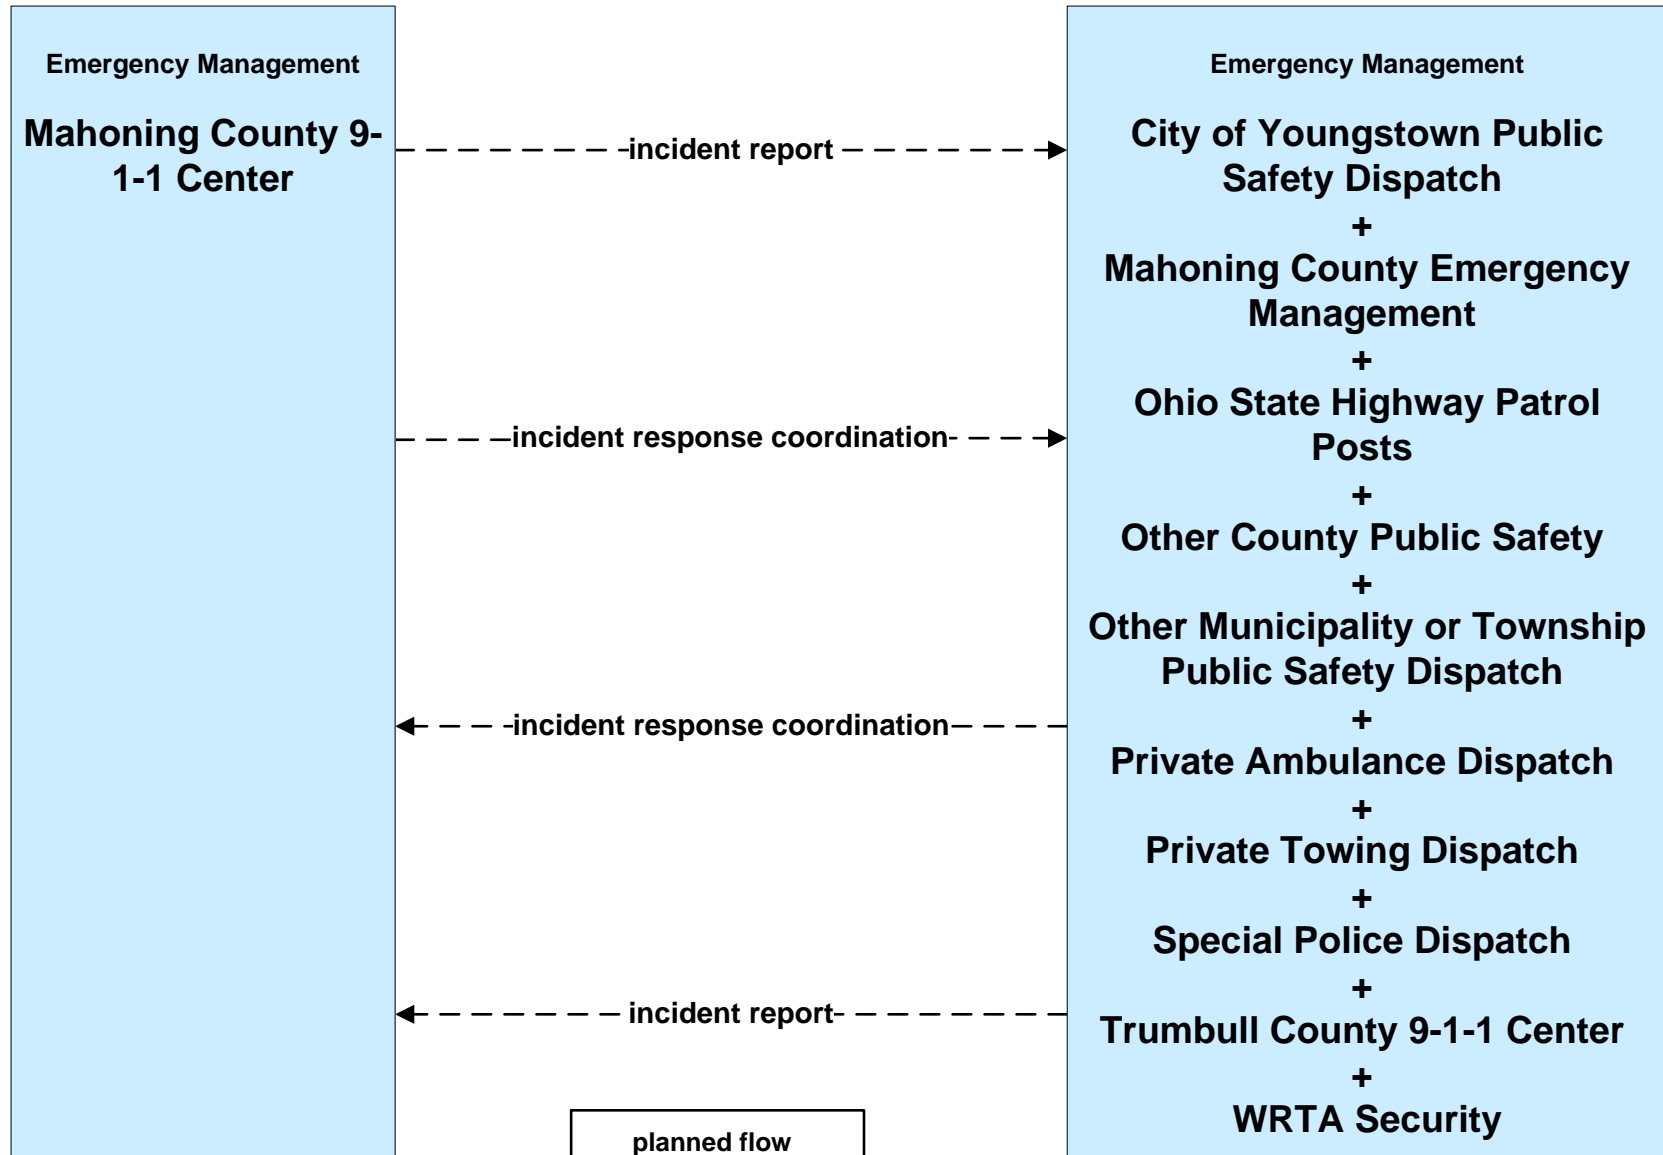 Emergency Management
Mahoning County 9-
1-1 Center
incident report
incident response coordination
incident response coordination
incident report
planned flow
Emergency Management
City of Youngstown Public
Safety Dispatch
+
Mahoning County Emergency
Management
+
Ohio State Highway Patrol
Posts
+
Other County Public Safety
+
Other Municipality or Township
Public Safety Dispatch
+
Private Ambulance Dispatch
+
Private Towing Dispatch
+
Special Police Dispatch
+
Trumbull County 9-1-1 Center
+
WRTA Security